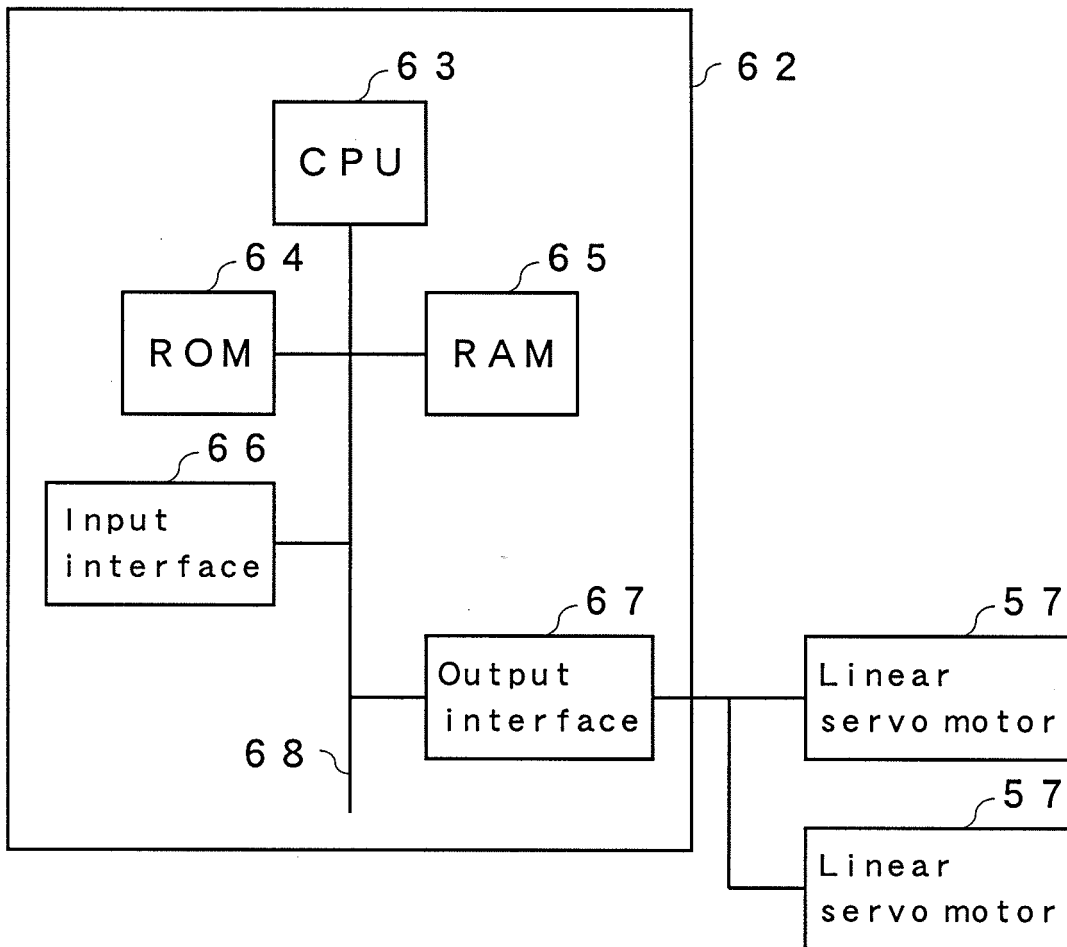 63
62
CPU
64
65
ROM
RAM
66
Input
interface
67
57
Output
interface
Linear
servo motor
68
57
Linear
servo motor